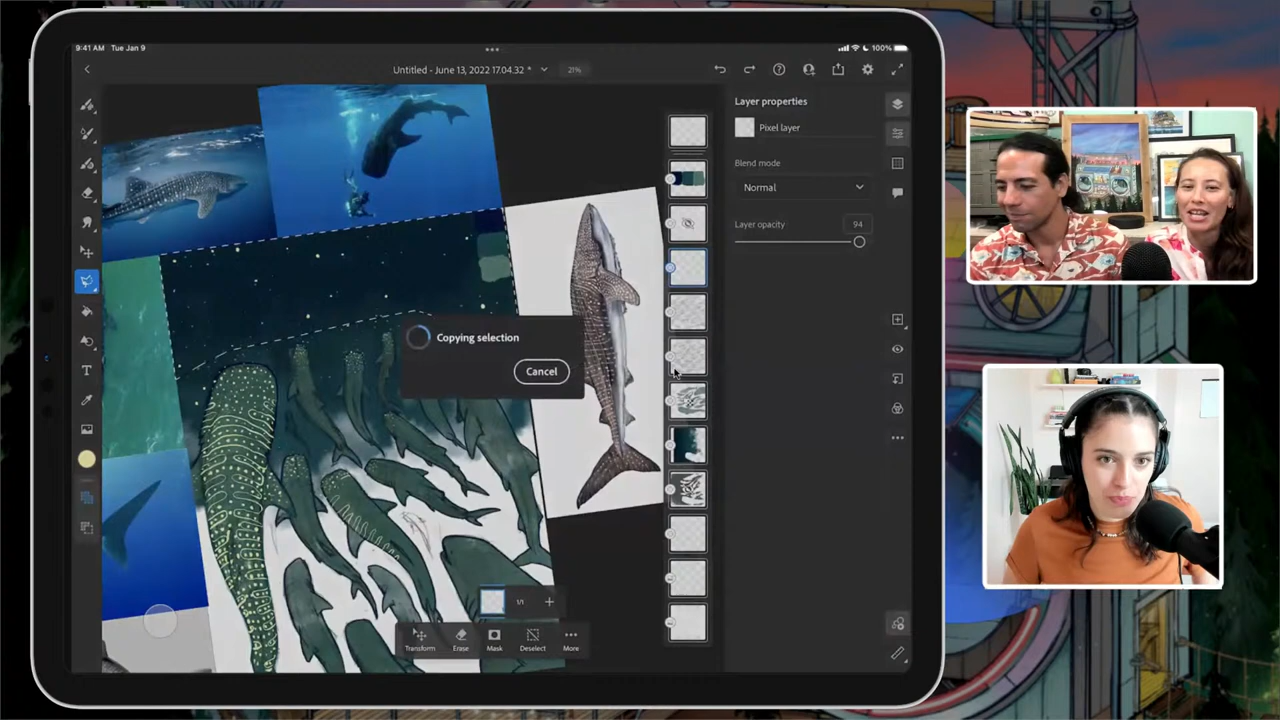 9:41 AM Tue Jan 9
100%
Untitled - June 13, 2022 17.04.32 *
21%
Layer properties
Pixel layer
Blend mode
Normal
Layer opacity
94
Copying selection
Cancel
T
1/1
Transform
Erase
Mask
Deselect
More